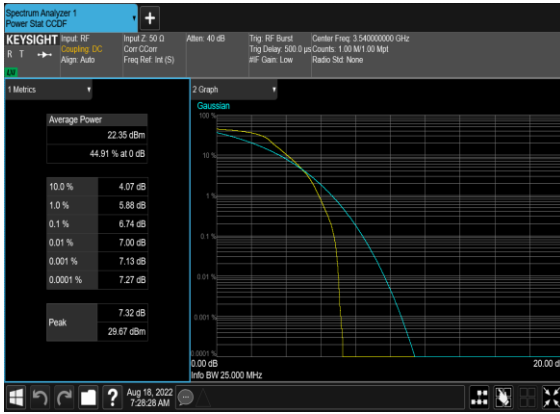 Spectrum Analyzer 1
Power Stat CCDF
+
KEYSIGHT Input: RF Input Z: 50 Ω Atten: 40 dB Trig: RF Burst Center Freq: 3.540000000 GHz
R T Coupling: DC Corr CCorr Trig Delay: 500.0 µs Counts: 1.00 M/1.00 Mpt
Align: Auto Freq Ref: Int (S) #IF Gain: Low Radio Std: None
1 Metrics
2 Graph
Average Power
22.35 dBm
44.91 % at 0 dB
10.0 % 4.07 dB
1.0 % 5.88 dB
0.1 % 6.74 dB
0.01 % 7.00 dB
0.001 % 7.13 dB
0.0001 % 7.27 dB
Peak
7.32 dB
29.67 dBm
Gaussian
100 %
10 %
1 %
0.1 %
0.01 %
0.001 %
0.0001 %
0.00 dB 20.00 d
Info BW 25.000 MHz
?
Aug 18, 2022
7:28:28 AM